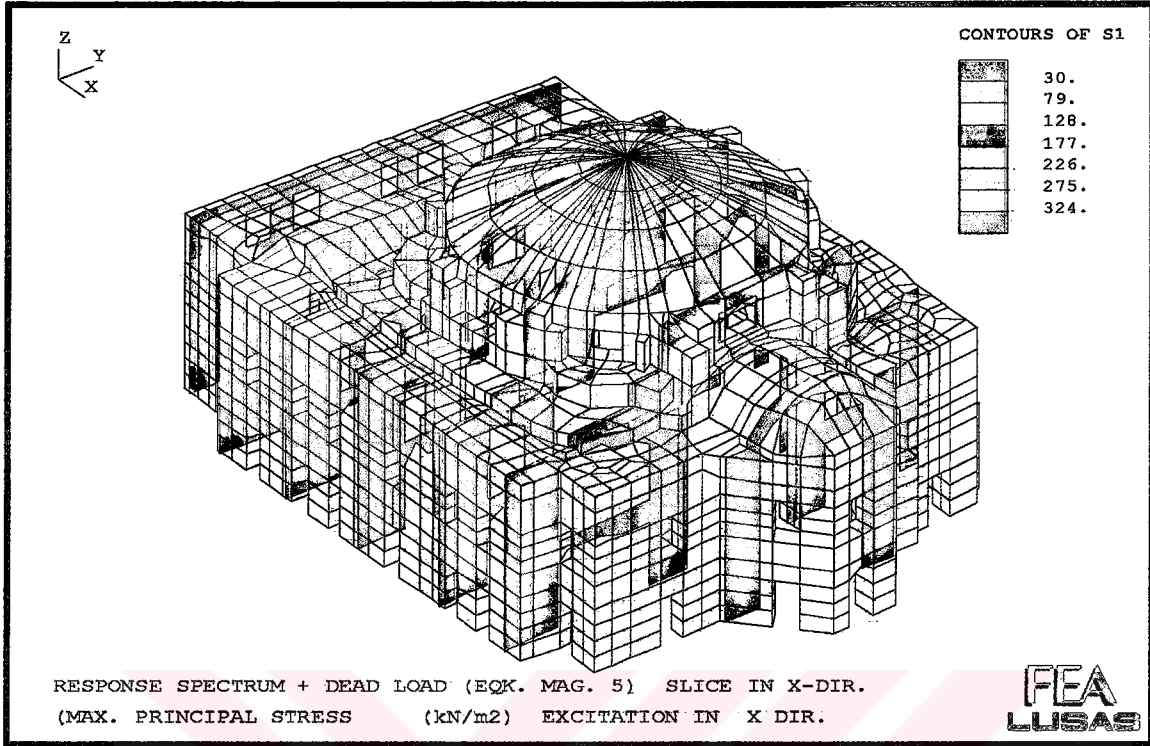 Z
Y
X
CONTOURS OF S1
30.
79.
128.
177.
226.
275.
324.
RESPONSE SPECTRUM + DEAD LOAD (EQK. MAG. 5) SLICE IN X-DIR.
(MAX. PRINCIPAL STRESS (kN/m2) EXCITATION IN X DIR.
FEA
LUSAS